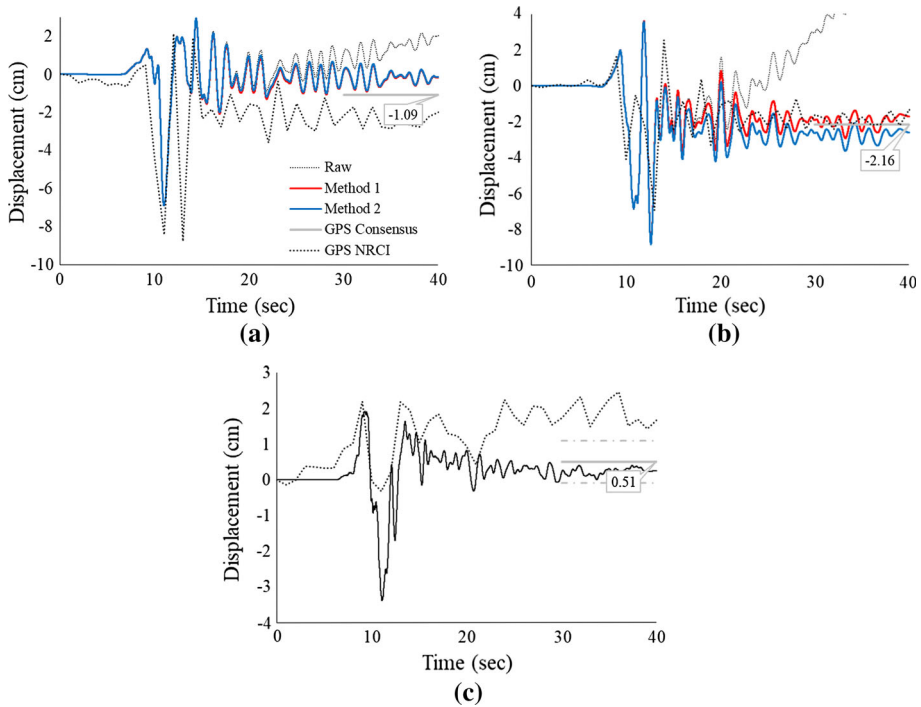 2
0
-2
-4
-6
-8
-10
Displacement (cm)
-1.09
Raw
Method 1
Method 2
GPS Consensus
GPS NRCI
0 10 20 30 40
Time (sec)
(a)
4
2
0
-2
-4
-6
-8
-10
Displacement (cm)
-2.16
0 10 20 30 40
Time (sec)
(b)
3
2
1
0
-1
-2
-3
-4
Displacement (cm)
0.51
0 10 20 30 40
Time (sec)
(c)